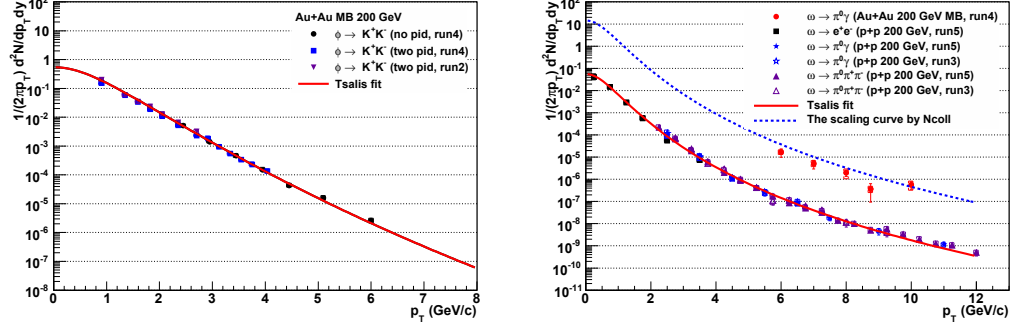 Au+Au MB 200 GeV
ϕ→ K⁺K⁻ (no pid, run4)
ϕ→ K⁺K⁻ (two pid, run4)
ϕ→ K⁺K⁻ (two pid, run2)
Tsalis fit
1/(2πp_T) d²N/dp_T dy
10
1
10⁻¹
10⁻²
10⁻³
10⁻⁴
10⁻⁵
10⁻⁶
10⁻⁷
10⁻⁸
0 1 2 3 4 5 6 7 8
p_T (GeV/c)
ω → π⁰γ (Au+Au 200 GeV MB, run4)
ω → e⁺e⁻ (p+p 200 GeV, run5)
ω → π⁰γ (p+p 200 GeV, run5)
ω → π⁰γ (p+p 200 GeV, run3)
ω → π⁰π⁺π⁻ (p+p 200 GeV, run5)
ω → π⁰π⁺π⁻ (p+p 200 GeV, run3)
Tsalis fit
The scaling curve by Ncoll
1/(2πp_T) d²N/dp_T dy
10
1
10⁻¹
10⁻²
10⁻³
10⁻⁴
10⁻⁵
10⁻⁶
10⁻⁷
10⁻⁸
10⁻⁹
10⁻¹⁰
10⁻¹¹
0 2 4 6 8 10 12
p_T (GeV/c)